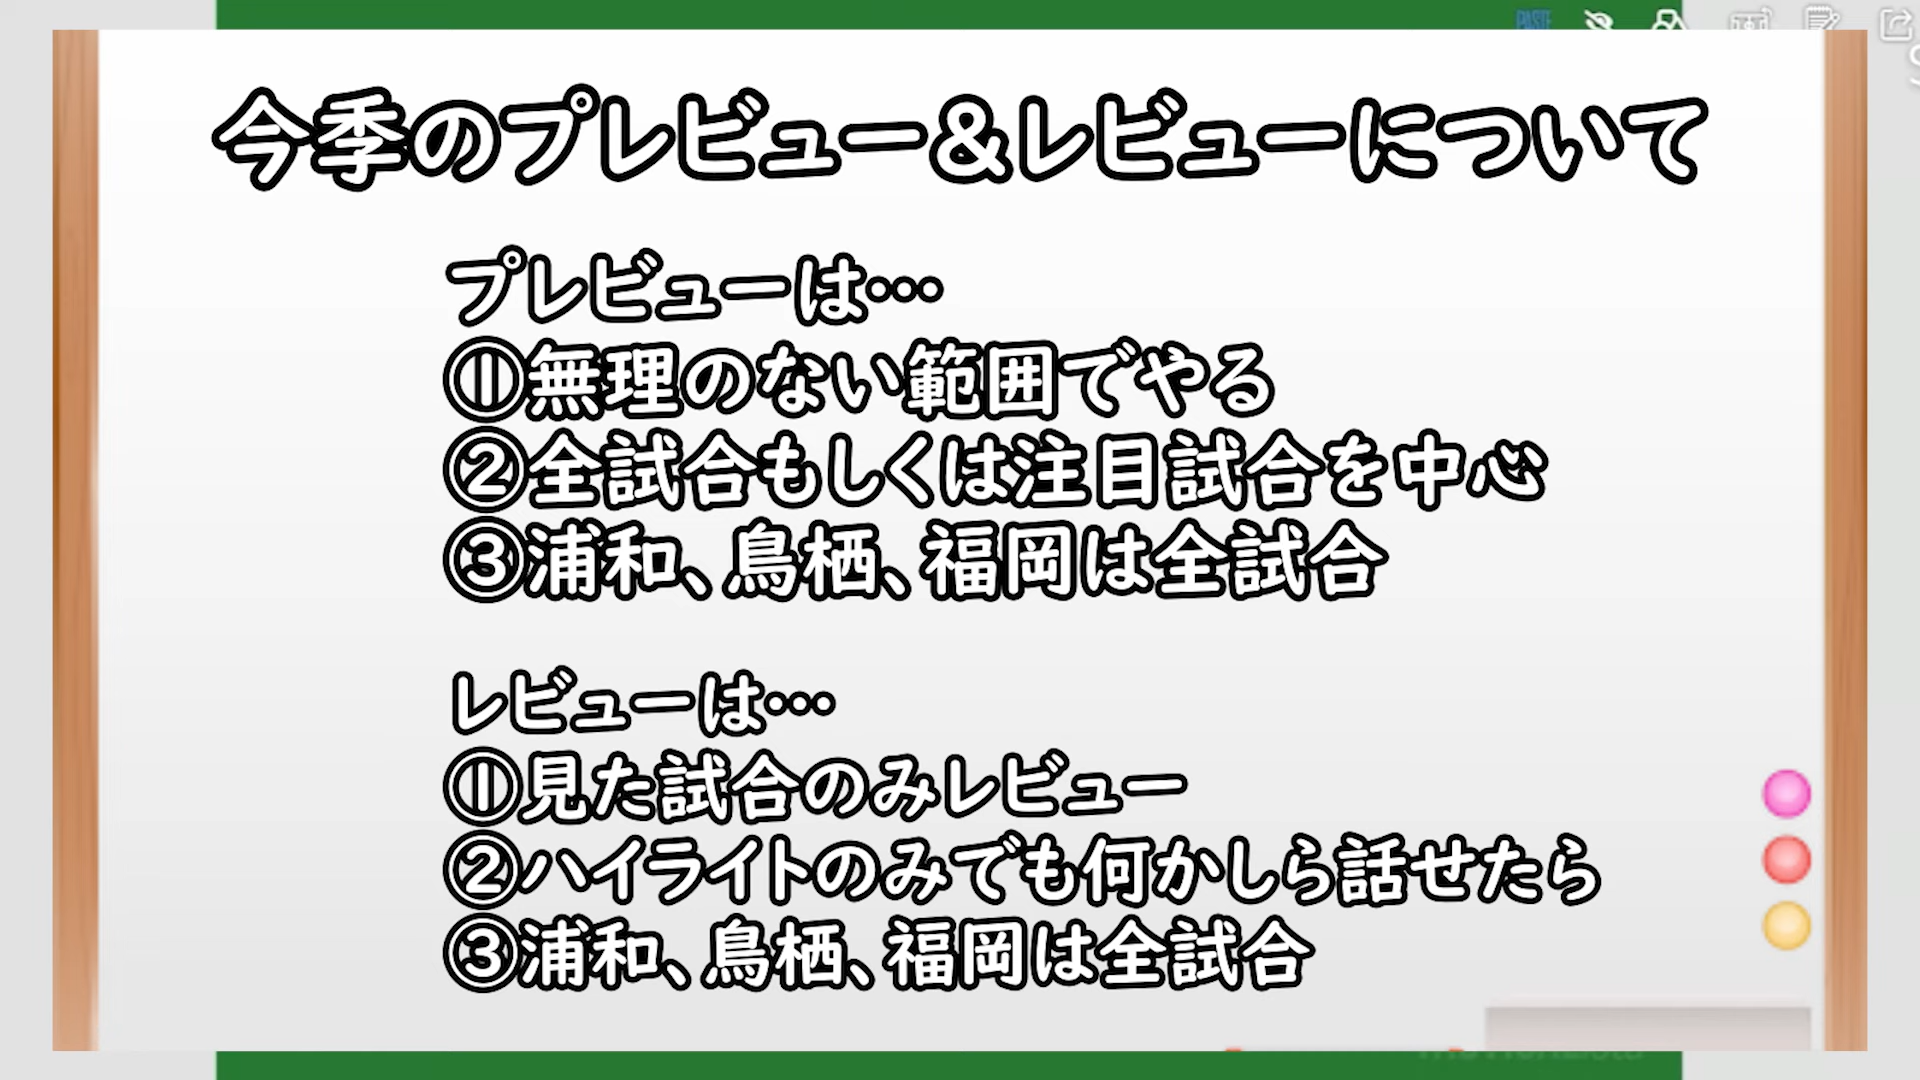 今季のプレビュー&レビューについて
プレビューは…
①無理のない範囲でやる
②全試合もしくは注目試合を中心
③浦和、鳥栖、福岡は全試合
レビューは…
①見た試合のみレビュー
②ハイライトのみでも何かしら話せたら
③浦和、鳥栖、福岡は全試合